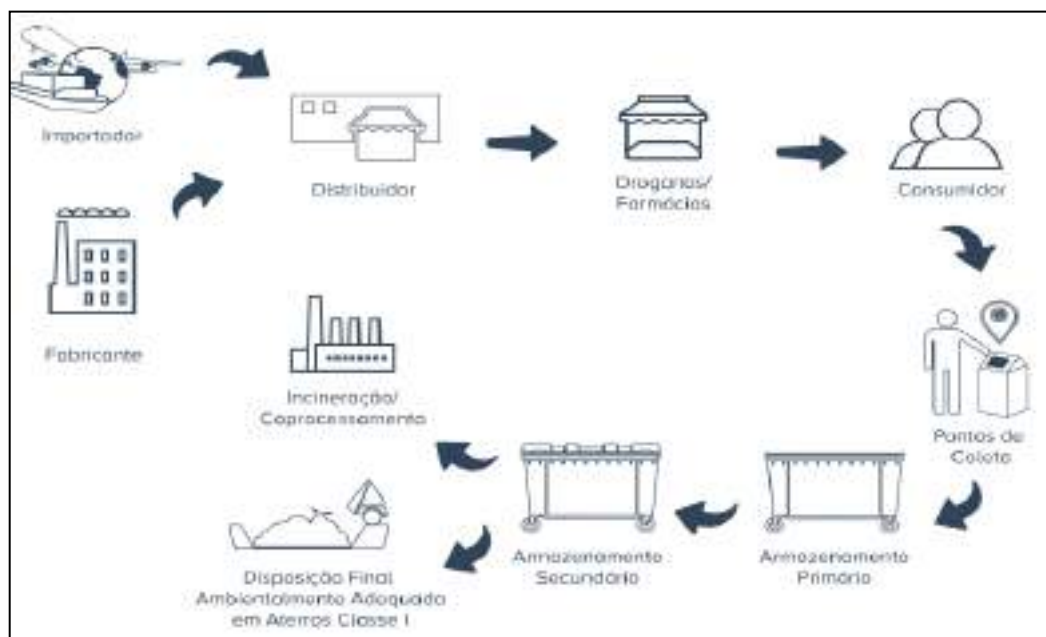 Importador
Distribuidor
Drogarias/
Farmácias
Consumidor
Fabricante
Incineração/
Coprocessamento
Pontos de
Coleta
Armazenamento
Secundário
Armazenamento
Primário
Disposição Final
Ambientalmente Adequada
em Aterros Classe I